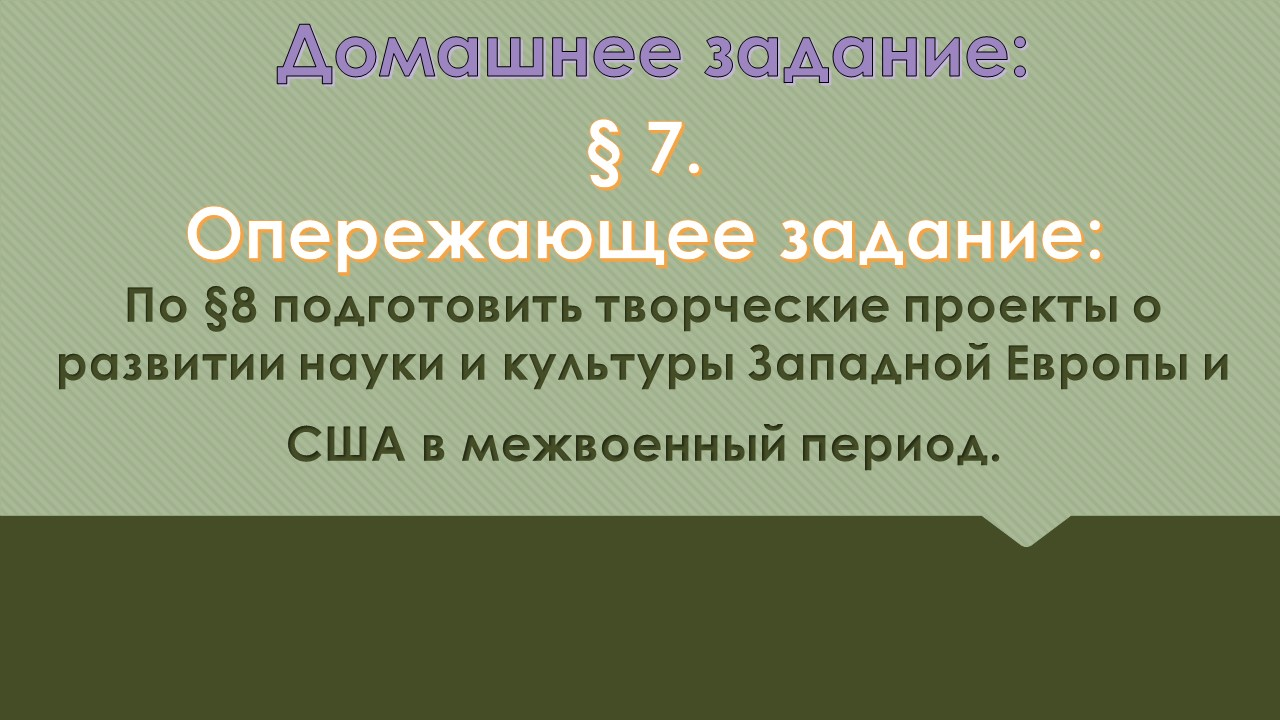 Домашнее задание:
§ 7.
Опережающее задание:
По §8 подготовить творческие проекты о
развитии науки и культуры Западной Европы и
США в межвоенный период.